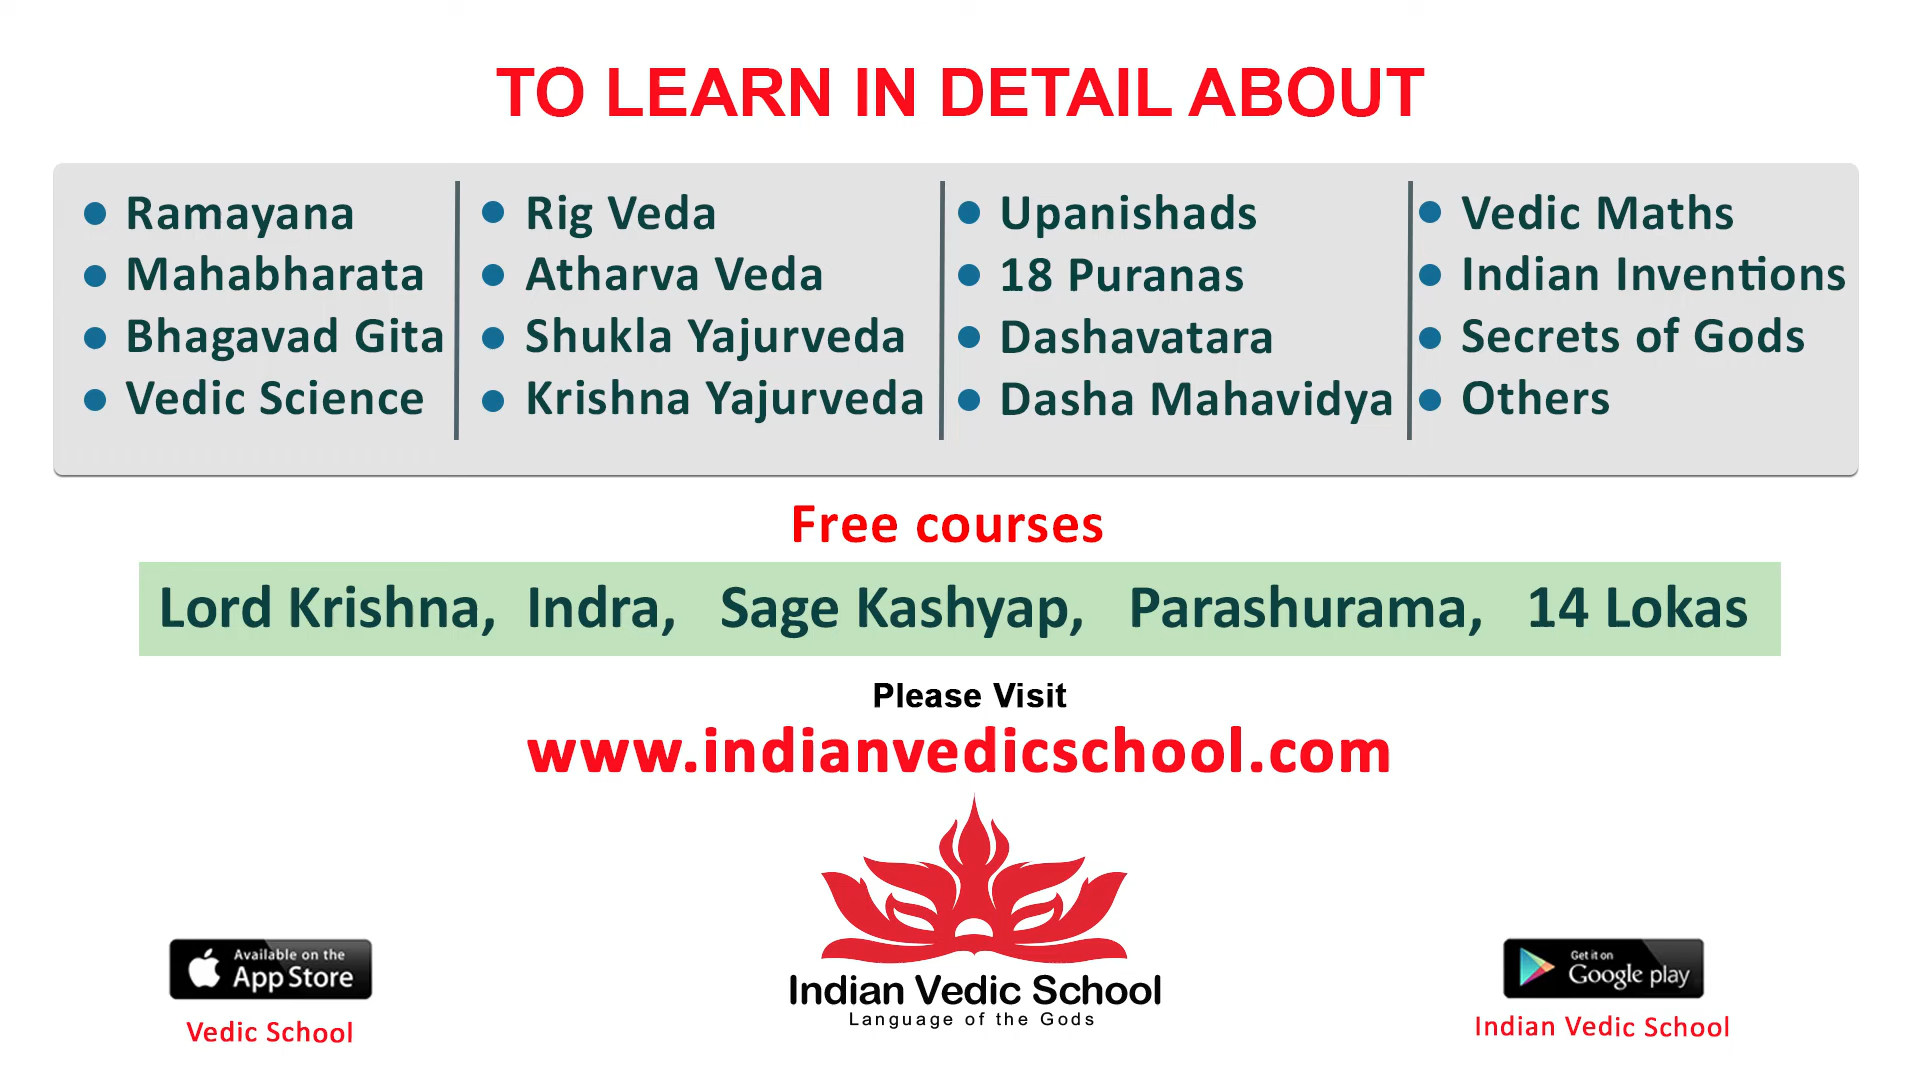 TO LEARN IN DETAIL ABOUT
Ramayana
Mahabharata
Bhagavad Gita
Vedic Science
Rig Veda
Atharva Veda
Shukla Yajurveda
Krishna Yajurveda
Upanishads
18 Puranas
Dashavatara
Dasha Mahavidya
Vedic Maths
Indian Inventions
Secrets of Gods
Others
Free courses
Lord Krishna, Indra, Sage Kashyap, Parashurama, 14 Lokas
Please Visit
www.indianvedicschool.com
Indian Vedic School
Language of the Gods
Available on the
App Store
Vedic School
Get it on
Google play
Indian Vedic School